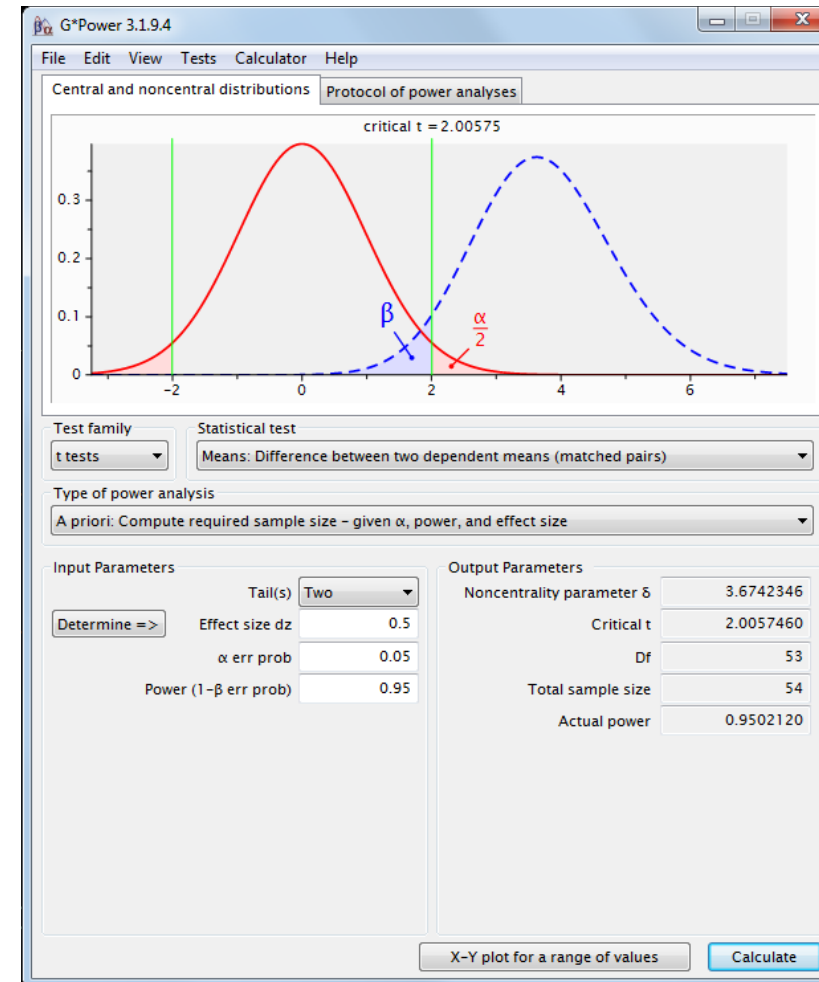 G*Power 3.1.9.4
File Edit View Tests Calculator Help
Central and noncentral distributions Protocol of power analyses
critical t = 2.00575
0.3
0.2
0.1
0
β
α
2
-2 0 2 4 6
Test family
t tests
Statistical test
Means: Difference between two dependent means (matched pairs)
Type of power analysis
A priori: Compute required sample size - given α, power, and effect size
Input Parameters
Tail(s) Two
Determine => Effect size dz 0.5
α err prob 0.05
Power (1-β err prob) 0.95
Output Parameters
Noncentrality parameter δ 3.6742346
Critical t 2.0057460
Df 53
Total sample size 54
Actual power 0.9502120
X-Y plot for a range of values Calculate